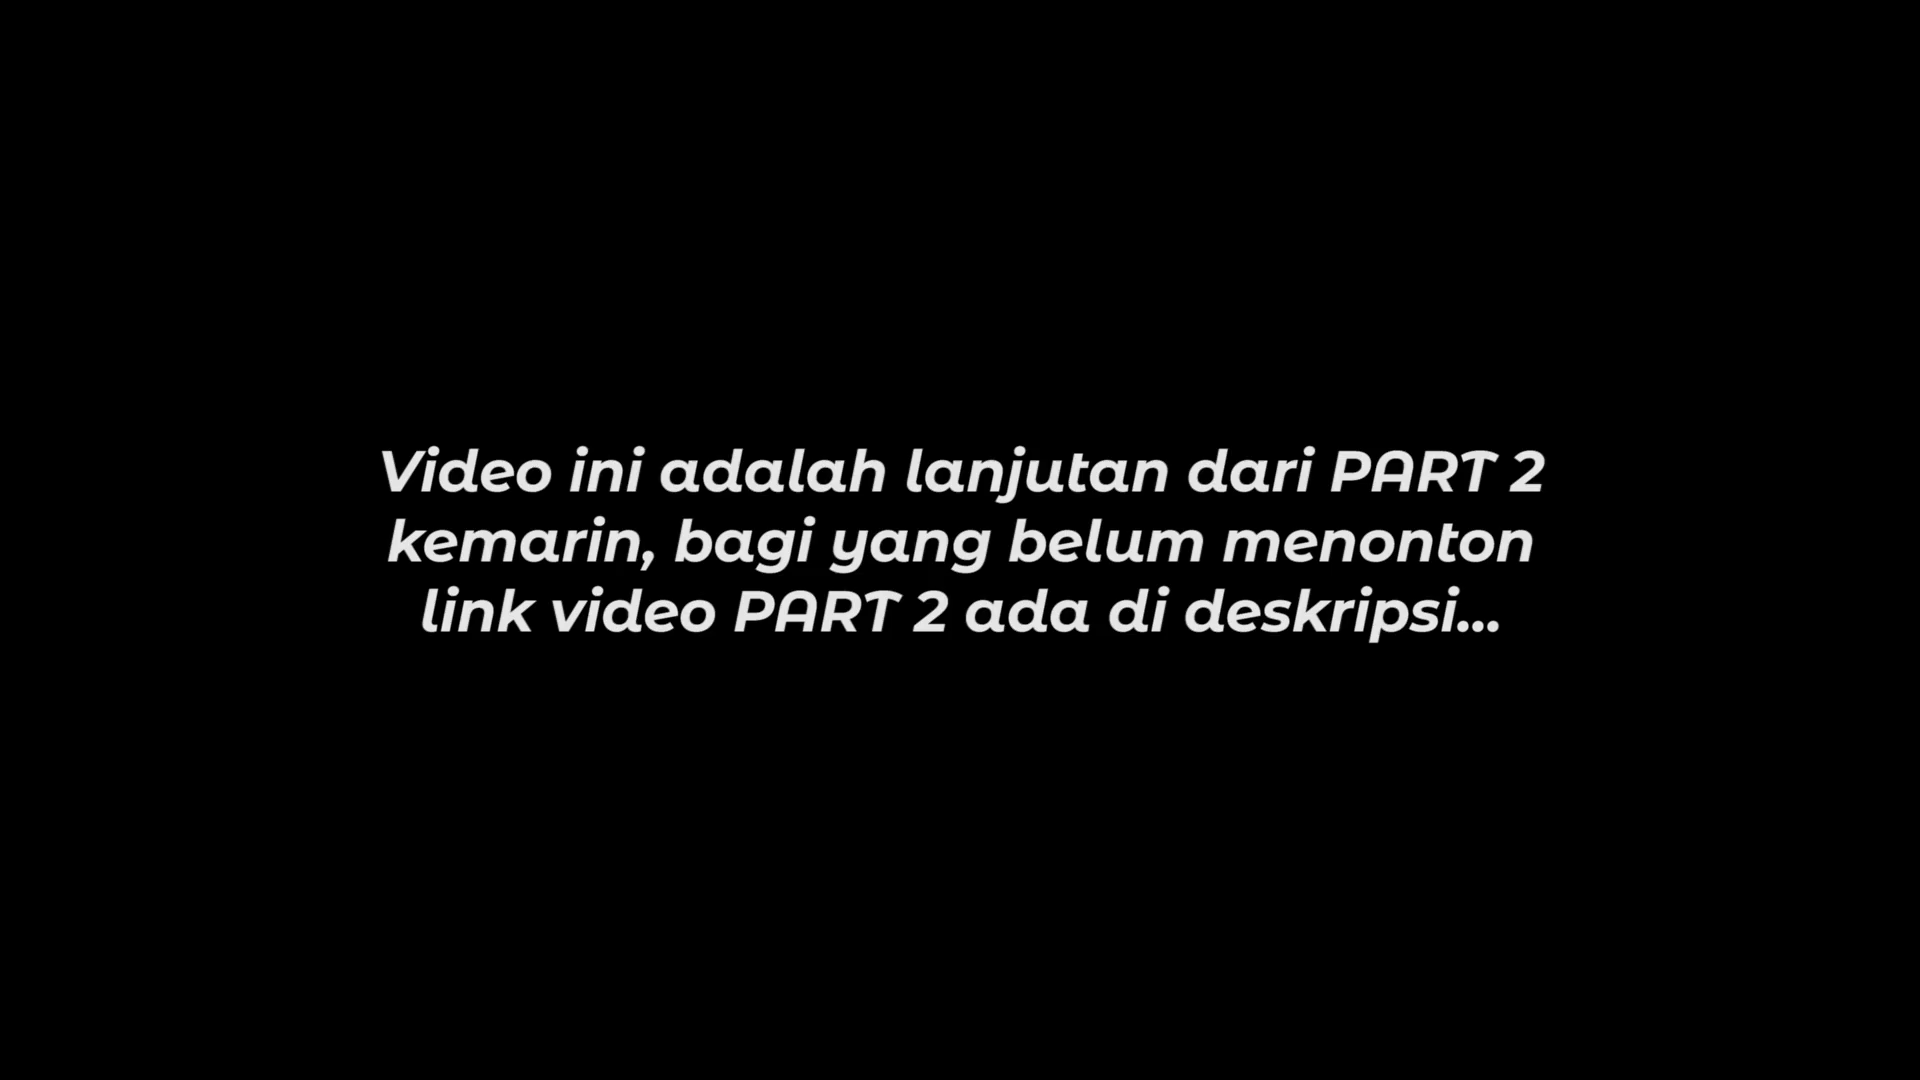 Video ini adalah lanjutan dari PART 2
kemarin, bagi yang belum menonton
link video PART 2 ada di deskripsi...